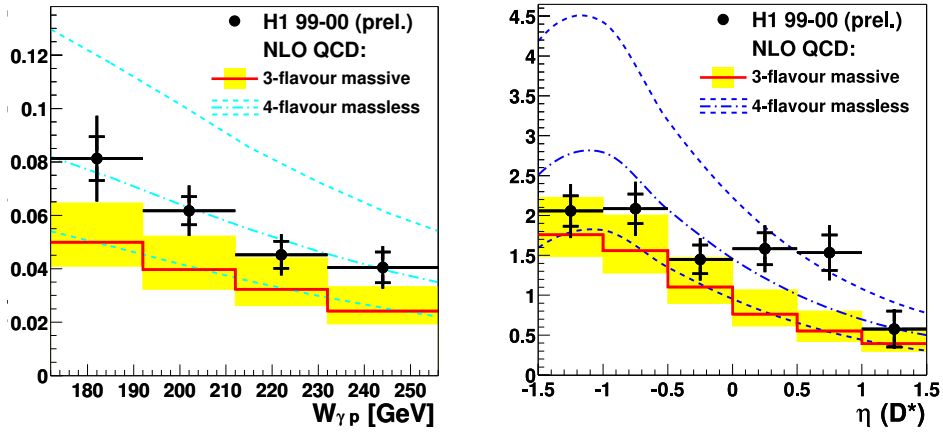 H1 99-00 (prel.)
NLO QCD:
3-flavour massive
4-flavour massless
0.12
0.1
0.08
0.06
0.04
0.02
0
180 190 200 210 220 230 240 250
W γ p [GeV]
H1 99-00 (prel.)
NLO QCD:
3-flavour massive
4-flavour massless
4.5
4
3.5
3
2.5
2
1.5
1
0.5
0
-1.5 -1 -0.5 0 0.5 1 1.5
η (D*)